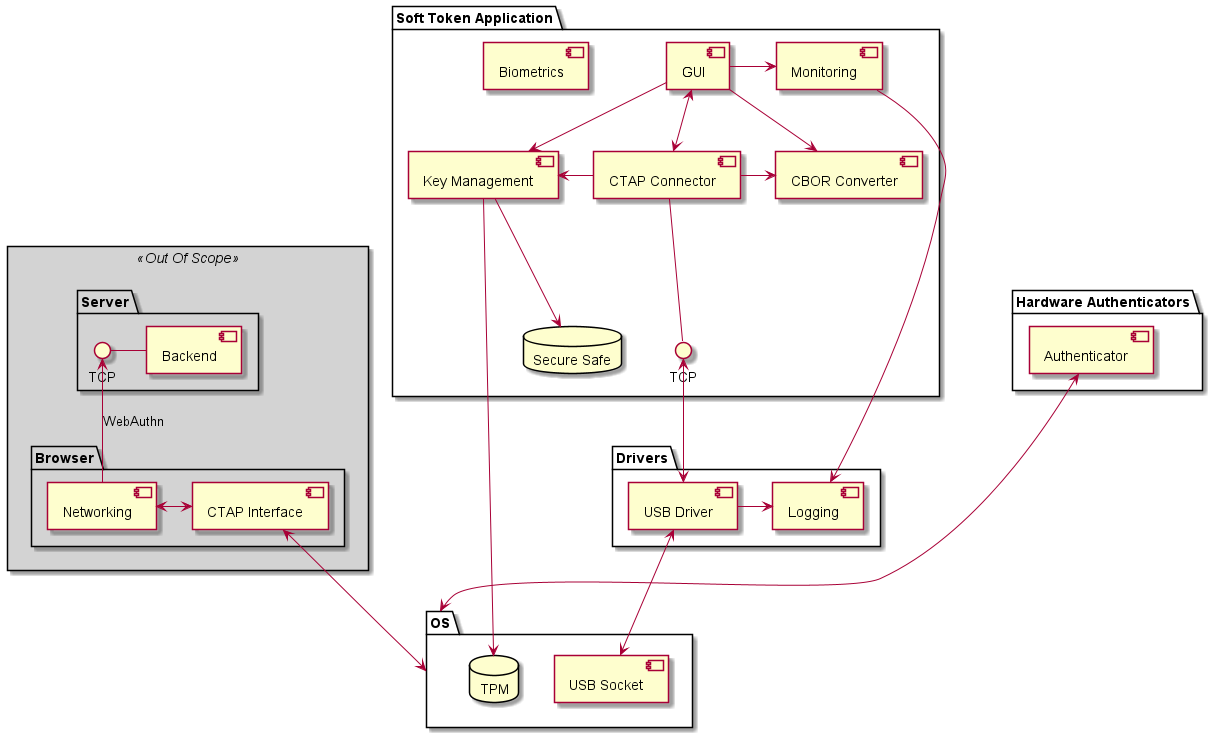 Soft Token Application
Biometrics
GUI
Monitoring
Key Management
CTAP Connector
CBOR Converter
«Out Of Scope»
Server
Hardware Authenticators
Backend
Secure Safe
Authenticator
TCP
TCP
WebAuthn
Browser
Drivers
Networking
CTAP Interface
USB Driver
Logging
OS
TPM
USB Socket